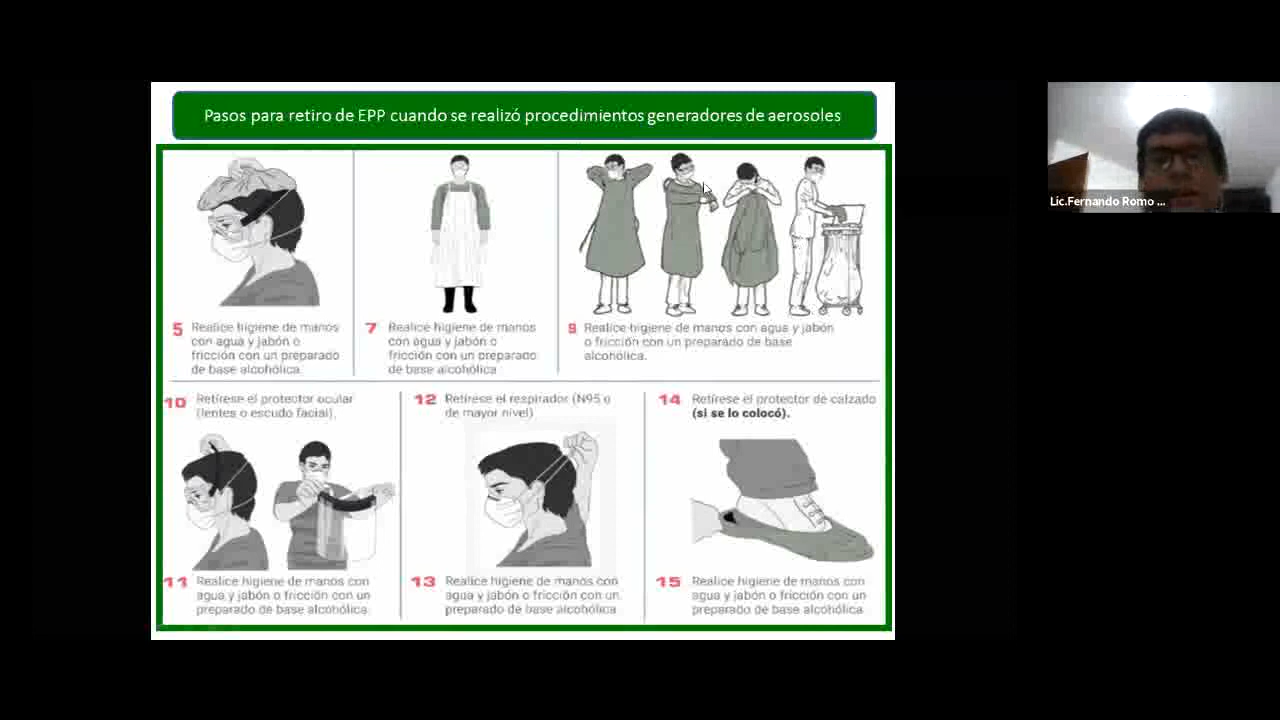 Pasos para retiro de EPP cuando se realizó procedimientos generadores de aerosoles
5 Realice higiene de manos
con agua y jabón o
fricción con un preparado
de base alcohólica.
7 Realice higiene de manos
con agua y jabón o
fricción con un preparado
de base alcohólica
9 Realice higiene de manos con agua y jabón
o fricción con un preparado de base
alcohólica.
10 Retírese el protector ocular
(lentes o escudo facial).
12 Retírese el respirador (N95 o
de mayor nivel)
14 Retírese el protector de calzado
(si se lo colocó).
11 Realice higiene de manos con
agua y jabón o fricción con un
preparado de base alcohólica.
13 Realice higiene de manos con
agua y jabón o fricción con un
preparado de base alcohólica
15 Realice higiene de manos con
agua y jabón o fricción con un
preparado de base alcohólica
Lic.Fernando Romo ...